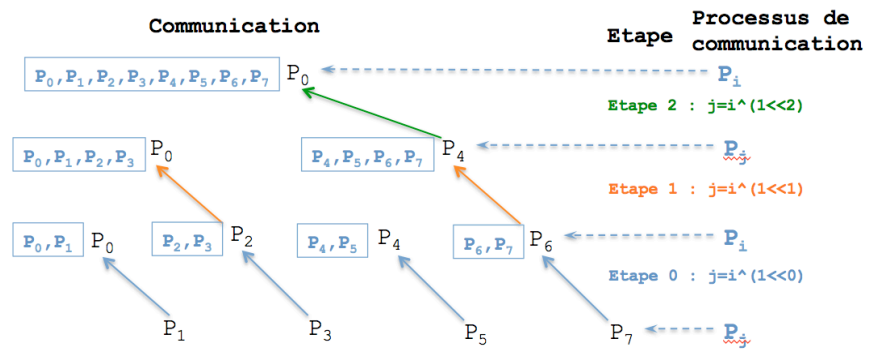 Communication
Etape
Processus de
communication
P0,P1,P2,P3,P4,P5,P6,P7 P0 Pi
Etape 2 : j=i^(1<<2)
P0,P1,P2,P3 P0 P4,P5,P6,P7 P4 Pj
Etape 1 : j=i^(1<<1)
P0,P1 P0 P2,P3 P2 P4,P5 P4 P6,P7 P6 Pi
Etape 0 : j=i^(1<<0)
P1 P3 P5 P7 Pj